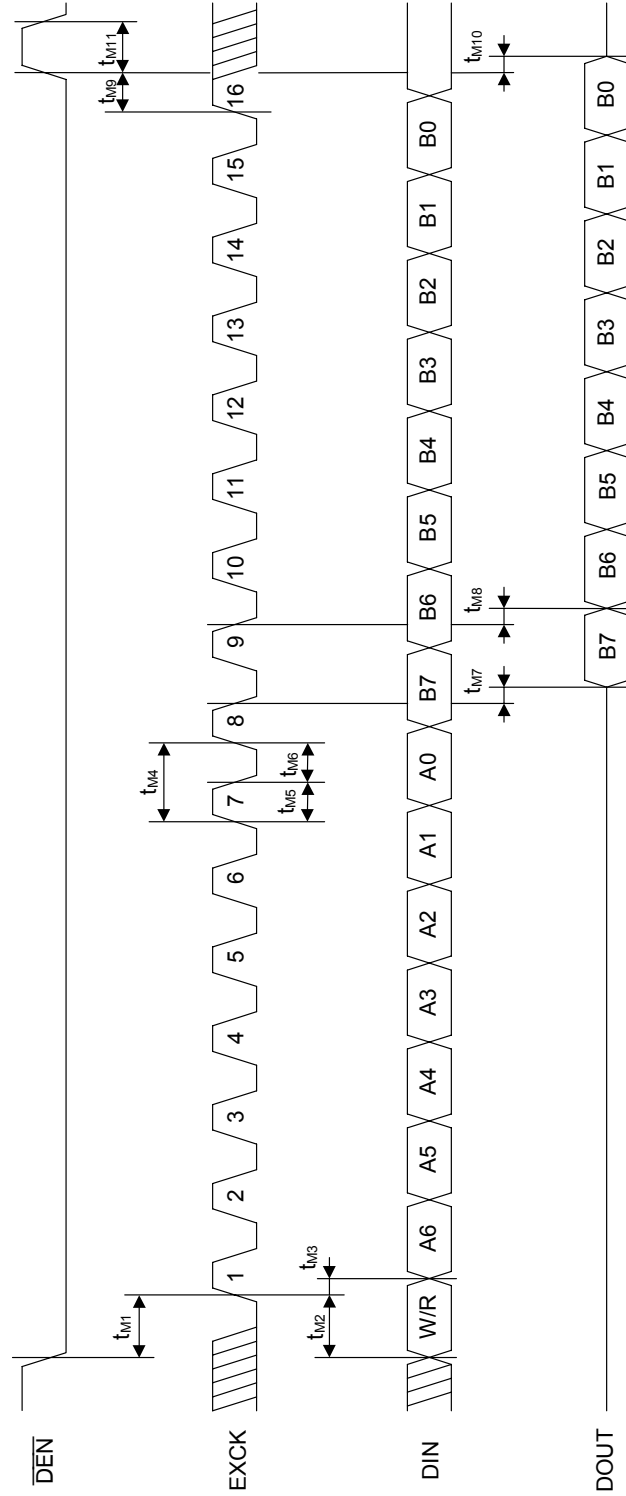 DEN
tM1
tM9
tM11
EXCK
1
2
3
4
5
6
7
8
9
10
11
12
13
14
15
16
tM4
tM5
tM6
tM2
tM3
DIN
W/R
A6
A5
A4
A3
A2
A1
A0
B7
B6
B5
B4
B3
B2
B1
B0
tM7
tM8
tM10
DOUT
B7
B6
B5
B4
B3
B2
B1
B0